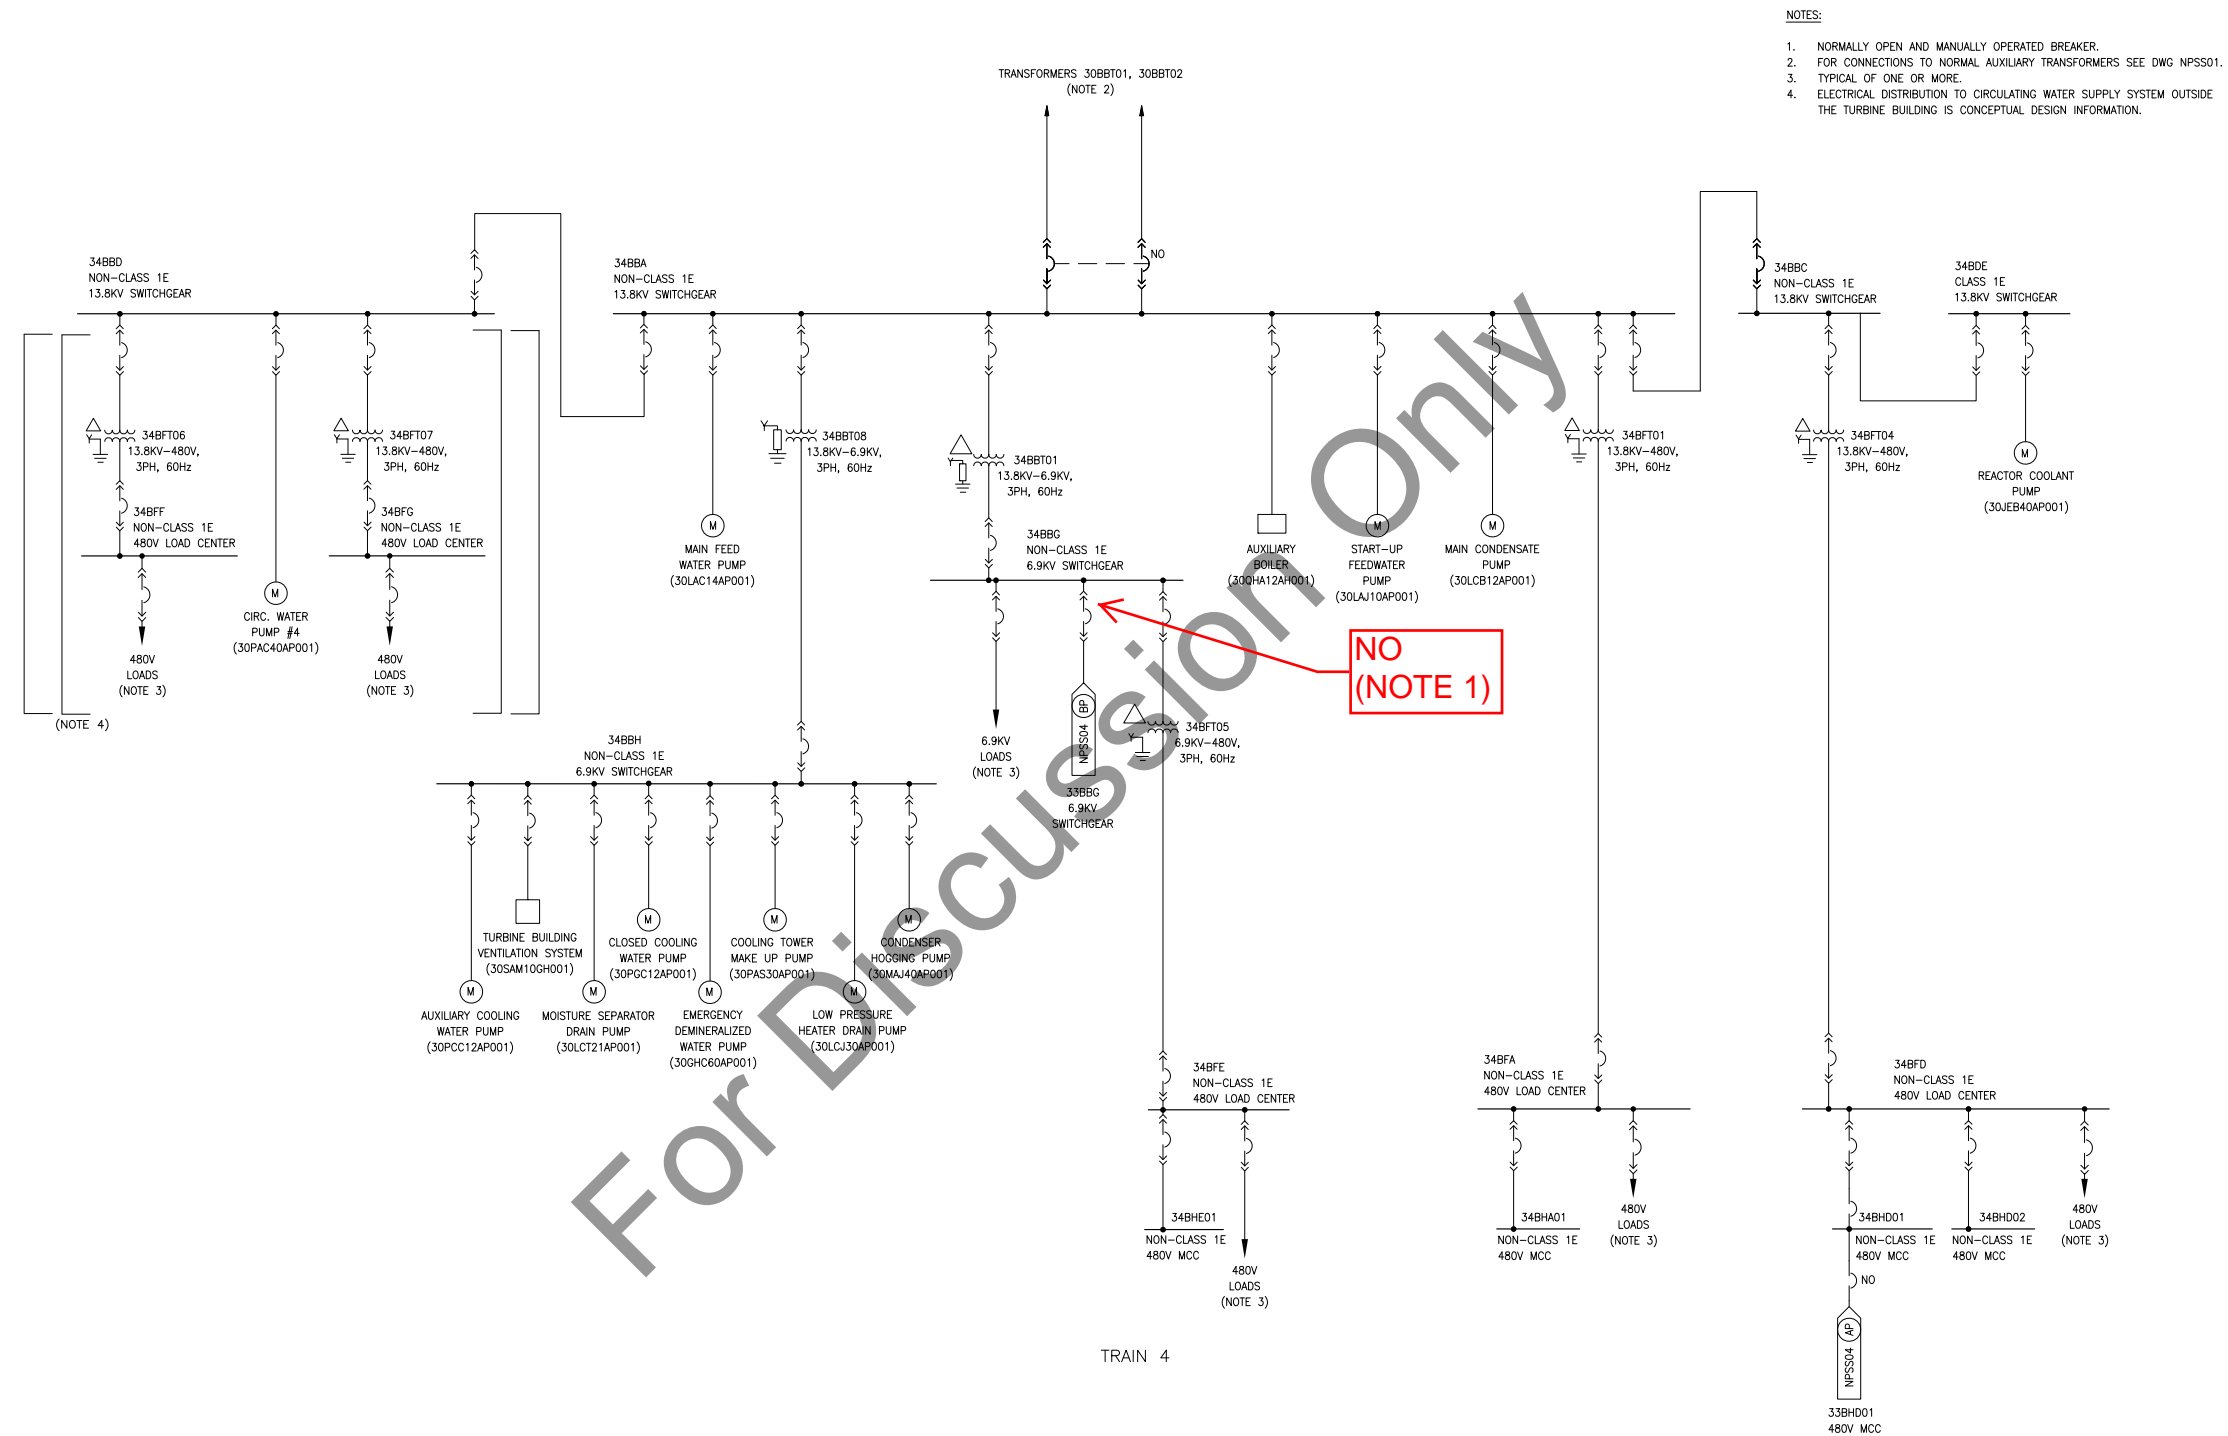 NOTES:
1. NORMALLY OPEN AND MANUALLY OPERATED BREAKER.
2. FOR CONNECTIONS TO NORMAL AUXILIARY TRANSFORMERS SEE DWG NPSS01.
3. TYPICAL OF ONE OR MORE.
4. ELECTRICAL DISTRIBUTION TO CIRCULATING WATER SUPPLY SYSTEM OUTSIDE
THE TURBINE BUILDING IS CONCEPTUAL DESIGN INFORMATION.
TRANSFORMERS 30BBT01, 30BBT02
(NOTE 2)
NO
34BBD
NON-CLASS 1E
13.8KV SWITCHGEAR
34BBA
NON-CLASS 1E
13.8KV SWITCHGEAR
34BBC
NON-CLASS 1E
13.8KV SWITCHGEAR
34BDE
CLASS 1E
13.8KV SWITCHGEAR
34BFT06
13.8KV-480V,
3PH, 60Hz
34BFT07
13.8KV-480V,
3PH, 60Hz
34BBT08
13.8KV-6.9KV,
3PH, 60Hz
34BBT01
13.8KV-6.9KV,
3PH, 60Hz
34BFT01
13.8KV-480V,
3PH, 60Hz
34BFT04
13.8KV-480V,
3PH, 60Hz
M
REACTOR COOLANT
PUMP
(30JEB40AP001)
34BFF
NON-CLASS 1E
480V LOAD CENTER
34BFG
NON-CLASS 1E
480V LOAD CENTER
M
MAIN FEED
WATER PUMP
(30LAC14AP001)
34BBG
NON-CLASS 1E
6.9KV SWITCHGEAR
AUXILIARY
BOILER
(30QHA12AH001)
M
START-UP
FEEDWATER
PUMP
(30LAJ10AP001)
M
MAIN CONDENSATE
PUMP
(30LCB12AP001)
M
CIRC. WATER
PUMP #4
(30PAC40AP001)
480V
LOADS
(NOTE 3)
480V
LOADS
(NOTE 3)
(NOTE 4)
NO
(NOTE 1)
6.9KV
LOADS
(NOTE 3)
BP
NPSS04
33BBG
6.9KV
SWITCHGEAR
34BFT05
6.9KV-480V,
3PH, 60Hz
34BBH
NON-CLASS 1E
6.9KV SWITCHGEAR
TURBINE BUILDING
VENTILATION SYSTEM
(30SAM10GH001)
M
CLOSED COOLING
WATER PUMP
(30PGC12AP001)
M
COOLING TOWER
MAKE UP PUMP
(30PAS30AP001)
M
CONDENSER
HOGGING PUMP
(30MAJ40AP001)
M
AUXILIARY COOLING
WATER PUMP
(30PCC12AP001)
M
MOISTURE SEPARATOR
DRAIN PUMP
(30LCT21AP001)
M
EMERGENCY
DEMINERALIZED
WATER PUMP
(30GHC60AP001)
M
LOW PRESSURE
HEATER DRAIN PUMP
(30LCJ30AP001)
34BFE
NON-CLASS 1E
480V LOAD CENTER
34BFA
NON-CLASS 1E
480V LOAD CENTER
34BFD
NON-CLASS 1E
480V LOAD CENTER
34BHE01
NON-CLASS 1E
480V MCC
480V
LOADS
(NOTE 3)
34BHA01
NON-CLASS 1E
480V MCC
480V
LOADS
(NOTE 3)
34BHD01
NON-CLASS 1E
480V MCC
34BHD02
NON-CLASS 1E
480V MCC
480V
LOADS
(NOTE 3)
NO
AP
NPSS04
33BHD01
480V MCC
TRAIN 4
For Discussion Only